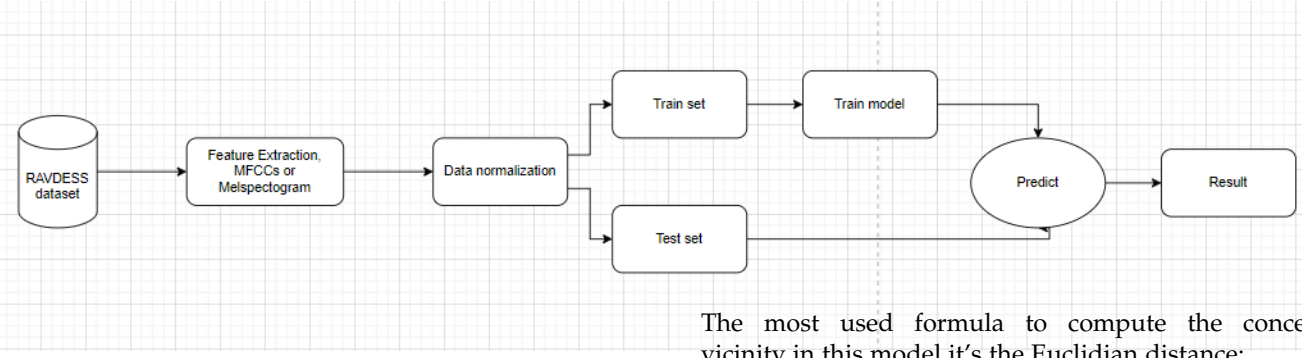 RAVDESS
dataset
Feature Extraction,
MFCCs or
Melspectogram
Data normalization
Train set
Train model
Test set
Predict
Result
The most used formula to compute the conce
vicinity in this model it's the Euclidian distance: